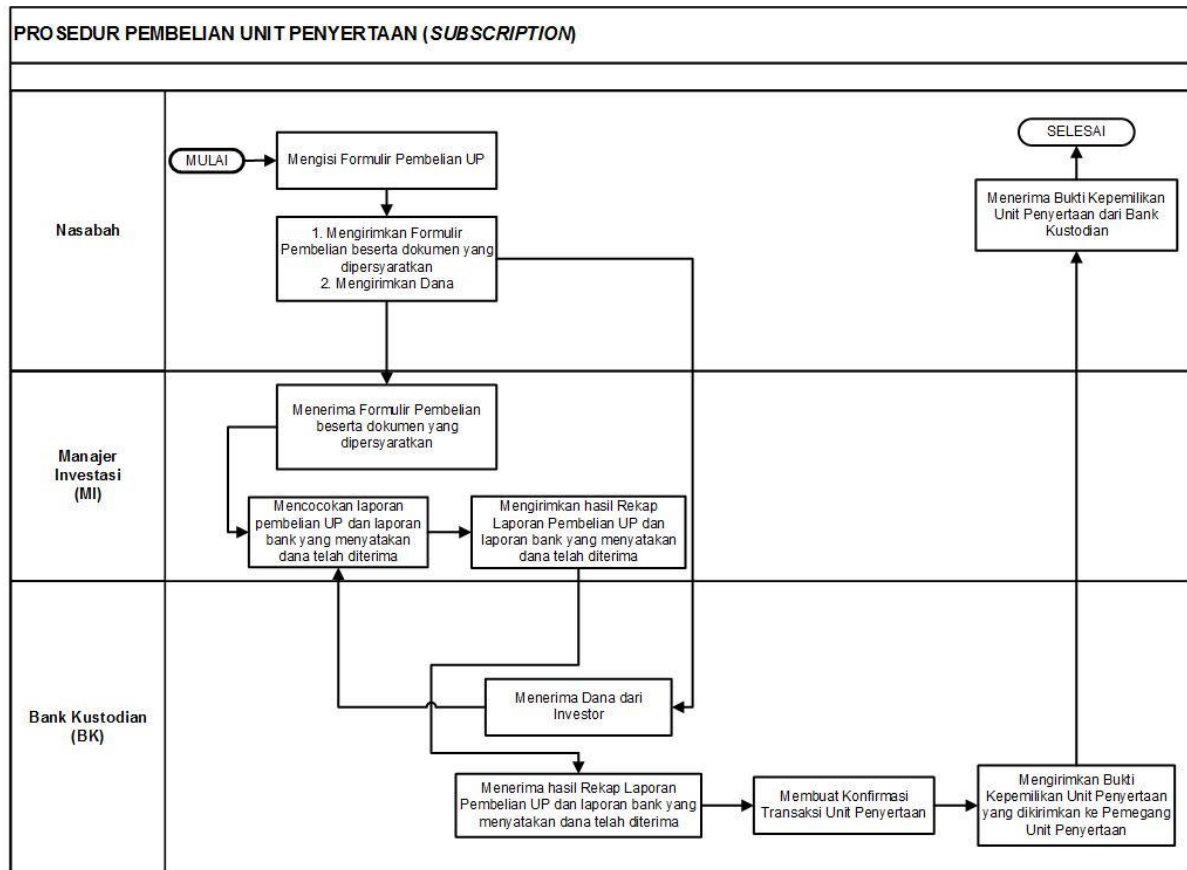 PROSEDUR PEMBELIAN UNIT PENYERTAAN (SUBSCRIPTION)
Nasabah
MULAI
Mengisi Formulir Pembelian UP
1. Mengirimkan Formulir
Pembelian beserta dokumen yang
dipersyaratkan
2. Mengirimkan Dana
SELESAI
Menerima Bukti Kepemilikan
Unit Penyertaan dari Bank
Kustodian
Manajer
Investasi
(MI)
Menerima Formulir Pembelian
beserta dokumen yang
dipersyaratkan
Mencocokan laporan
pembelian UP dan laporan
bank yang menyatakan
dana telah diterima
Mengirimkan hasil Rekap
Laporan Pembelian UP dan
laporan bank yang menyatakan
dana telah diterima
Bank Kustodian
(BK)
Menerima Dana dari
Investor
Menerima hasil Rekap Laporan
Pembelian UP dan laporan bank yang
menyatakan dana telah diterima
Membuat Konfirmasi
Transaksi Unit Penyertaan
Mengirimkan Bukti
Kepemilikan Unit Penyertaan
yang dikirimkan ke Pemegang
Unit Penyertaan